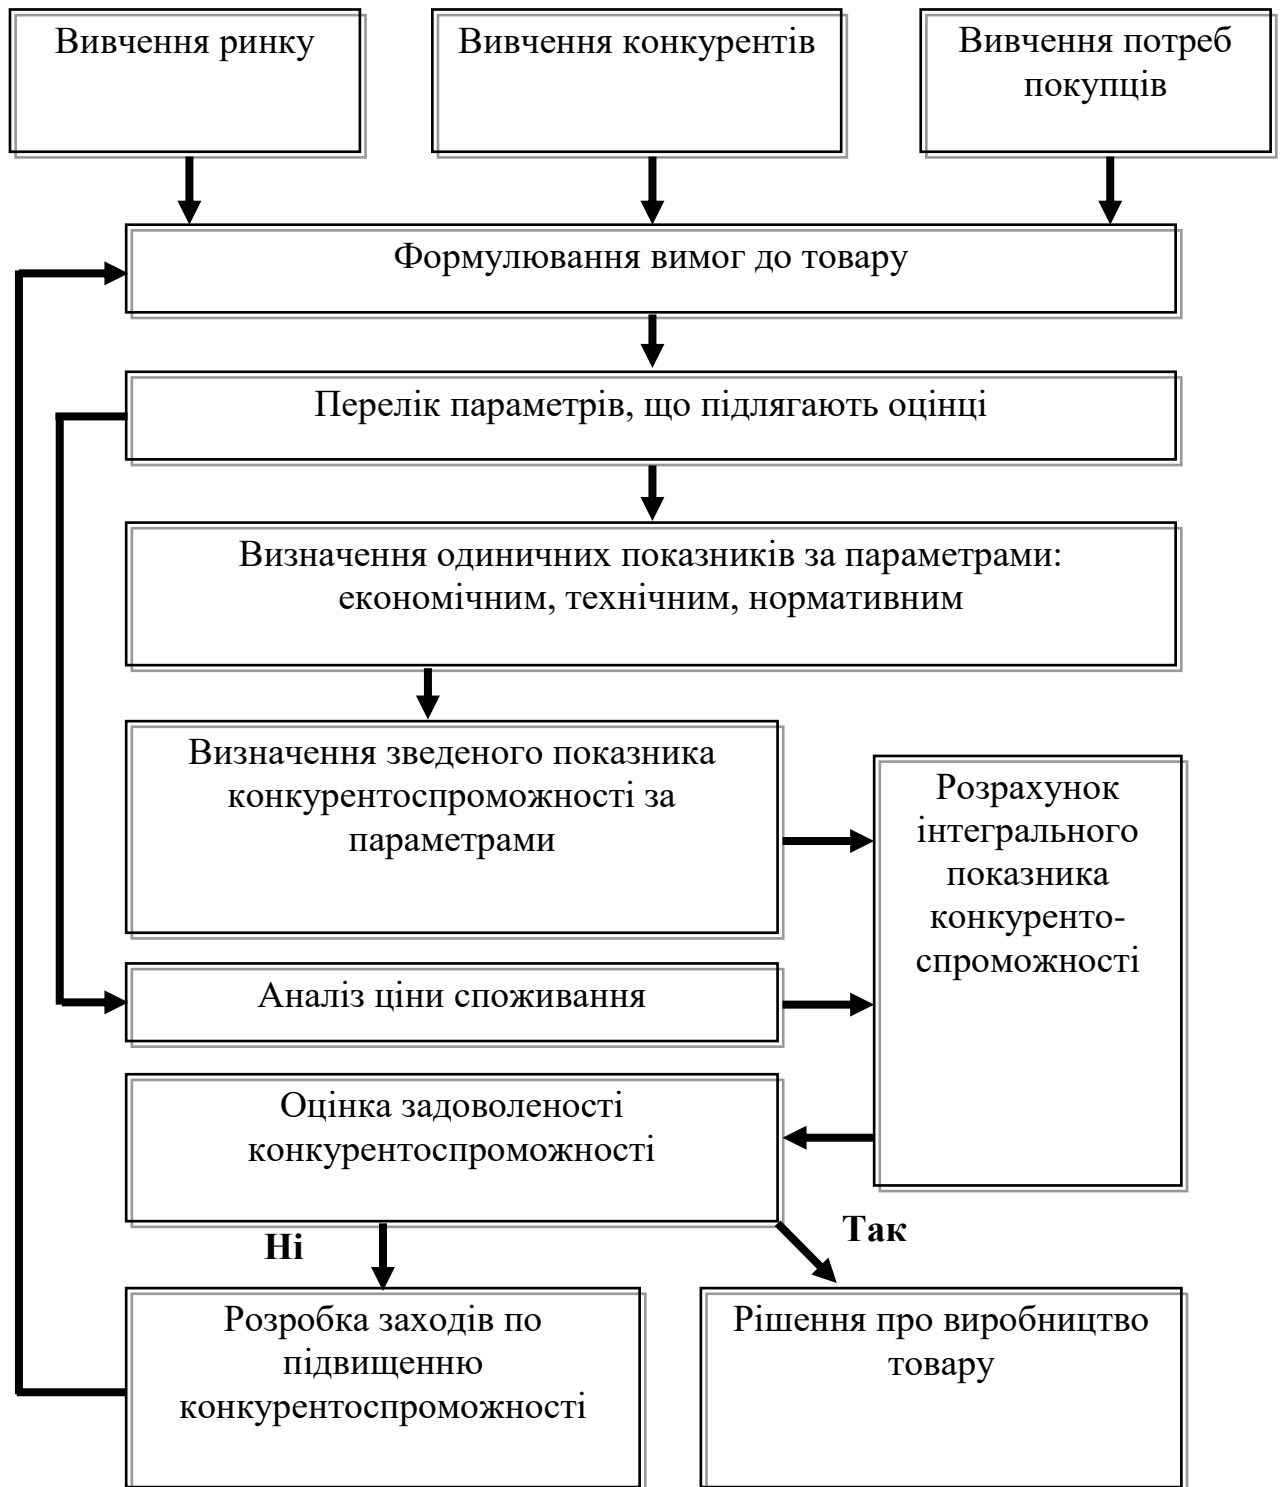 Вивчення ринку
Вивчення конкурентів
Вивчення потреб
покупців
Формулювання вимог до товару
Перелік параметрів, що підлягають оцінці
Визначення одиничних показників за параметрами:
економічним, технічним, нормативним
Визначення зведеного показника
конкурентоспроможності за
параметрами
Розрахунок
інтегрального
показника
конкуренто-
спроможності
Аналіз ціни споживання
Оцінка задоволеності
конкурентоспроможності
Ні
Так
Розробка заходів по
підвищенню
конкурентоспроможності
Рішення про виробництво
товару